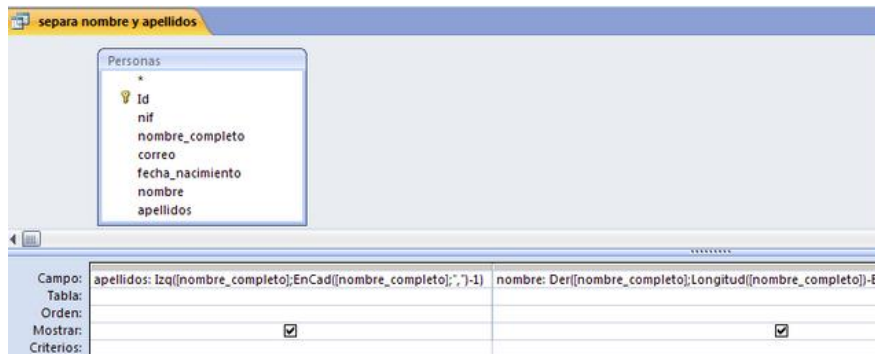 separa nombre y apellidos
Personas
*
Id
nif
nombre_completo
correo
fecha_nacimiento
nombre
apellidos
Campo: apellidos: Izq([nombre_completo];EnCad([nombre_completo];",")-1) nombre: Der([nombre_completo];Longitud([nombre_completo])-E
Tabla:
Orden:
Mostrar:
Criterios: